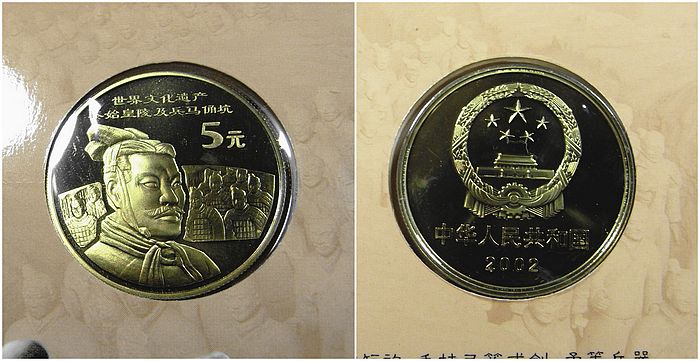 世界文化遗产
秦始皇陵及兵马俑坑
5元
中华人民共和国
2002